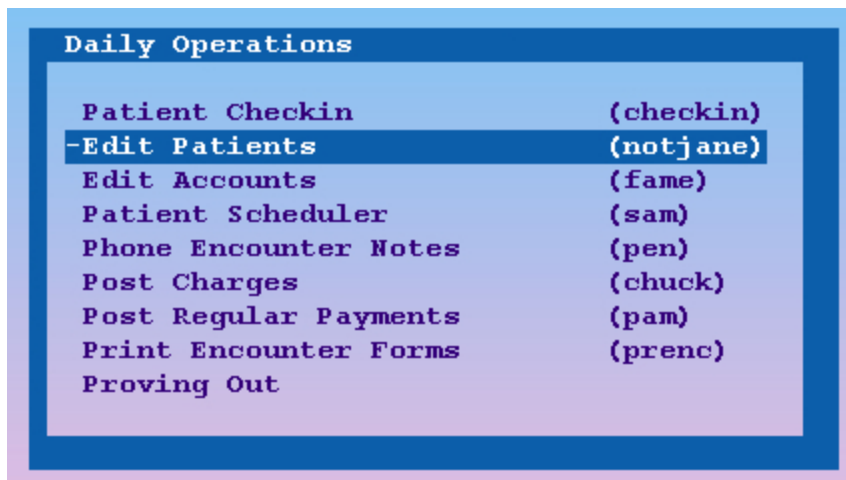 Daily Operations
Patient Checkin (checkin)
-Edit Patients (notjane)
Edit Accounts (fame)
Patient Scheduler (sam)
Phone Encounter Notes (pen)
Post Charges (chuck)
Post Regular Payments (pam)
Print Encounter Forms (prenc)
Proving Out